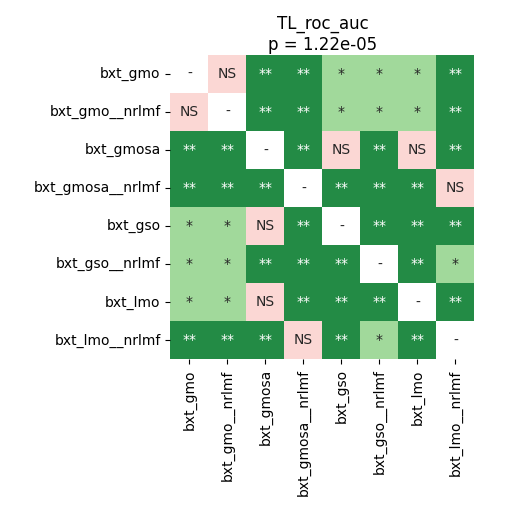 TL_roc_auc
p = 1.22e-05
bxt_gmo - NS ** ** * * * **
bxt_gmo__nrlmf NS - ** ** * * * **
bxt_gmosa ** ** - ** NS ** NS **
bxt_gmosa__nrlmf ** ** ** - ** ** ** NS
bxt_gso * * NS ** - ** ** **
bxt_gso__nrlmf * * ** ** ** - ** *
bxt_lmo * * NS ** ** ** - **
bxt_lmo__nrlmf ** ** ** NS ** * ** -
bxt_gmo
bxt_gmo__nrlmf
bxt_gmosa
bxt_gmosa__nrlmf
bxt_gso
bxt_gso__nrlmf
bxt_lmo
bxt_lmo__nrlmf